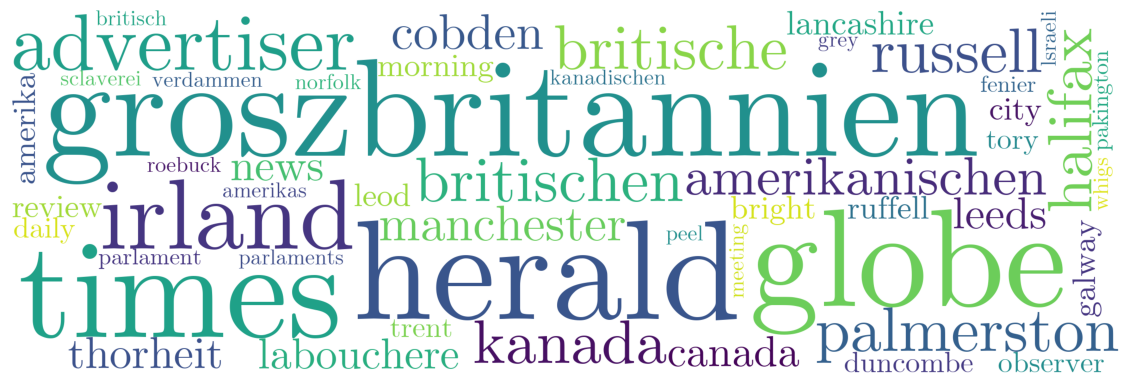 britisch
advertiser
cobden
britische
lancashire
grey
russell
israeli
halifax
pakington
morning
sclaverei
verdammen
norfolk
kanadischen
fenier
city
tory
amerika
groszbritannien
roebuck
news
amerikas
leod
britischen
amerikanischen
whigs
review
daily
irland
manchester
peel
bright
ruffell
leeds
parlament
parlaments
meeting
galway
times
herald
globe
trent
thorheit
labouchere
kanada
canada
palmerston
duncombe
observer